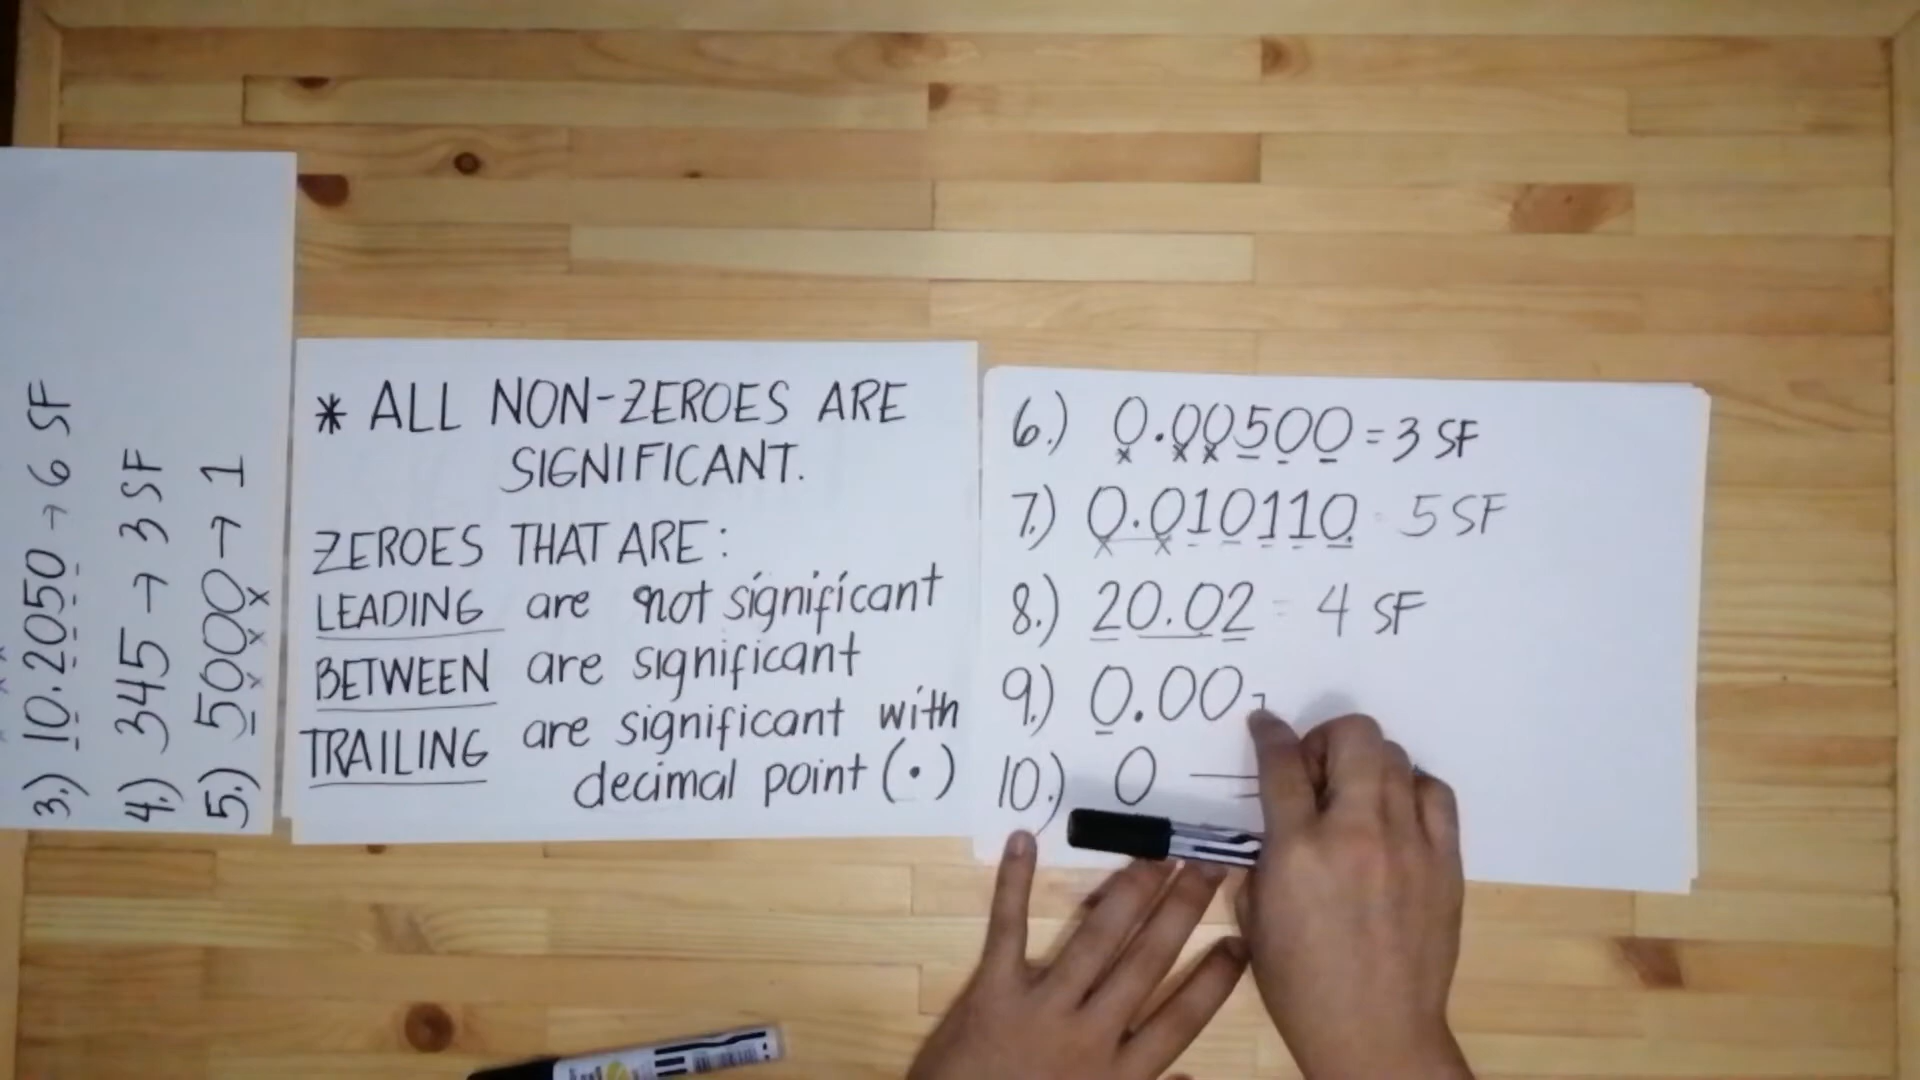 3.) 10.2050 → 6 SF
4.) 345 → 3 SF
5.) 5000 → 1
* ALL NON-ZEROES ARE
SIGNIFICANT.
ZEROES THAT ARE:
LEADING are not significant
BETWEEN are significant
TRAILING are significant with
decimal point (.)
6.) 0.00500 = 3 SF
7.) 0.010110 5 SF
8.) 20.02 = 4 SF
9.) 0.00
10.) 0